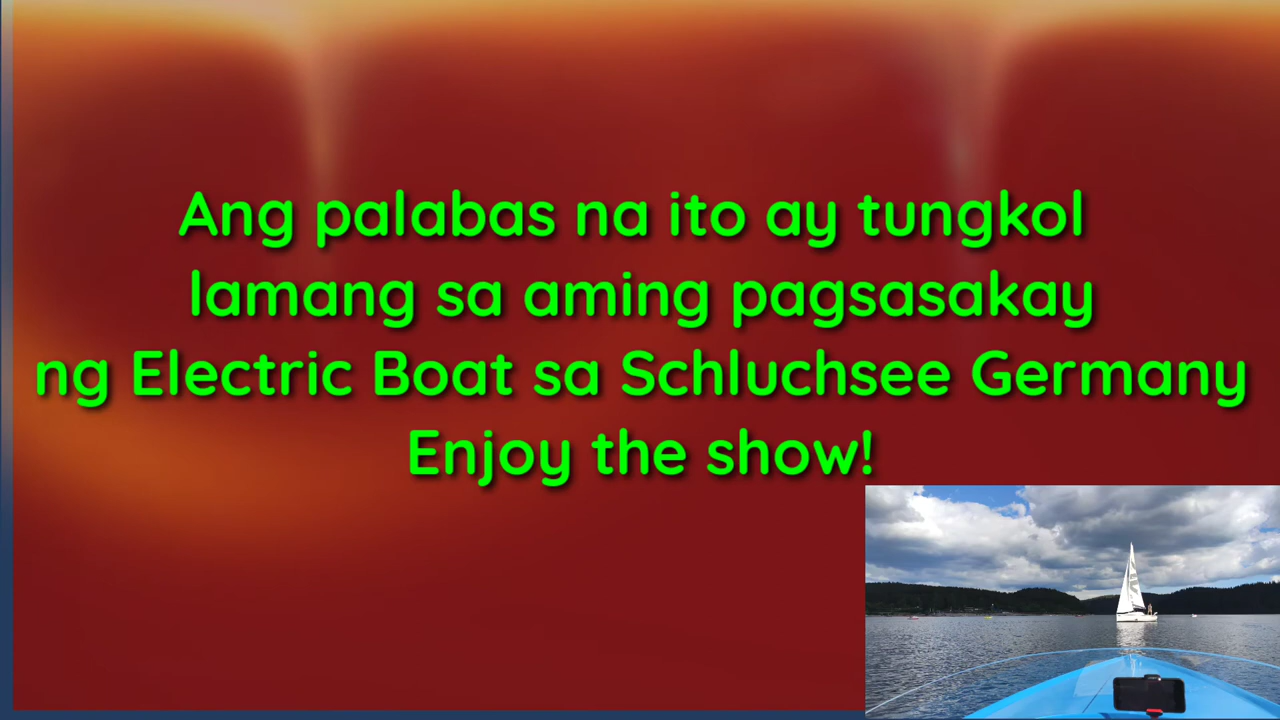 Ang palabas na ito ay tungkol
lamang sa aming pagsasakay
ng Electric Boat sa Schluchsee Germany
Enjoy the show!